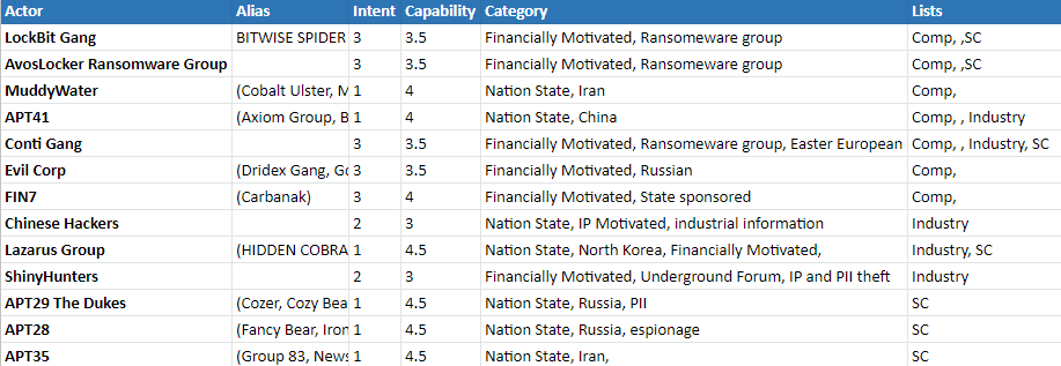 Actor Alias Intent Capability Category Lists
LockBit Gang BITWISE SPIDER 3 3.5 Financially Motivated, Ransomeware group Comp, ,SC
AvosLocker Ransomware Group 3 3.5 Financially Motivated, Ransomeware group Comp, ,SC
MuddyWater (Cobalt Ulster, M 1 4 Nation State, Iran Comp,
APT41 (Axiom Group, B 1 4 Nation State, China Comp, , Industry
Conti Gang 3 3.5 Financially Motivated, Ransomeware group, Easter European Comp, , Industry, SC
Evil Corp (Dridex Gang, Go 3 3.5 Financially Motivated, Russian Comp,
FIN7 (Carbanak) 3 4 Financially Motivated, State sponsored Comp,
Chinese Hackers 2 3 Nation State, IP Motivated, industrial information Industry
Lazarus Group (HIDDEN COBRA 1 4.5 Nation State, North Korea, Financially Motivated, Industry, SC
ShinyHunters 2 3 Financially Motivated, Underground Forum, IP and PII theft Industry
APT29 The Dukes (Cozer, Cozy Bea 1 4.5 Nation State, Russia, PII SC
APT28 (Fancy Bear, Iron 1 4.5 Nation State, Russia, espionage SC
APT35 (Group 83, News 1 4.5 Nation State, Iran, SC